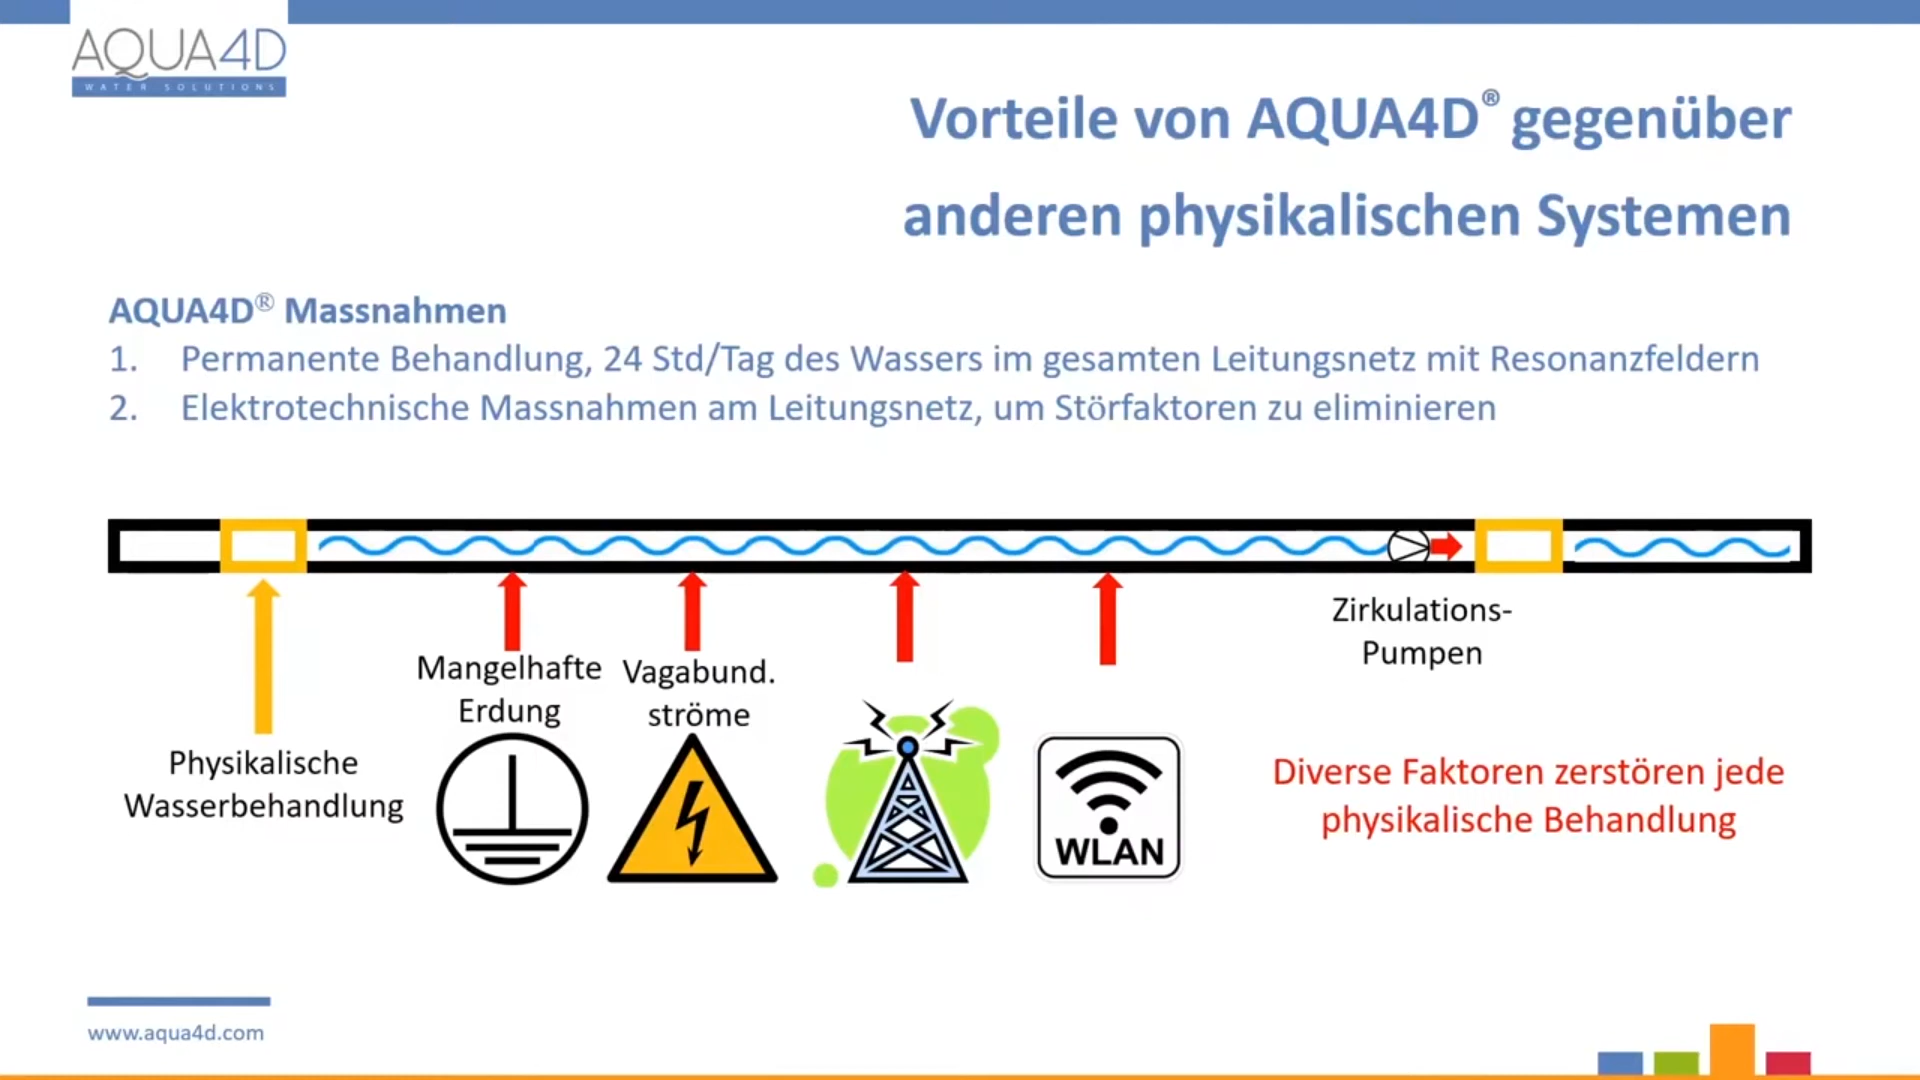 AQUA4D
WATER SOLUTIONS
Vorteile von AQUA4D® gegenüber
anderen physikalischen Systemen
AQUA4D® Massnahmen
1. Permanente Behandlung, 24 Std/Tag des Wassers im gesamten Leitungsnetz mit Resonanzfeldern
2. Elektrotechnische Massnahmen am Leitungsnetz, um Störfaktoren zu eliminieren
Zirkulations-
Pumpen
Mangelhafte
Erdung
Vagabund.
ströme
Physikalische
Wasserbehandlung
WLAN
Diverse Faktoren zerstören jede
physikalische Behandlung
www.aqua4d.com